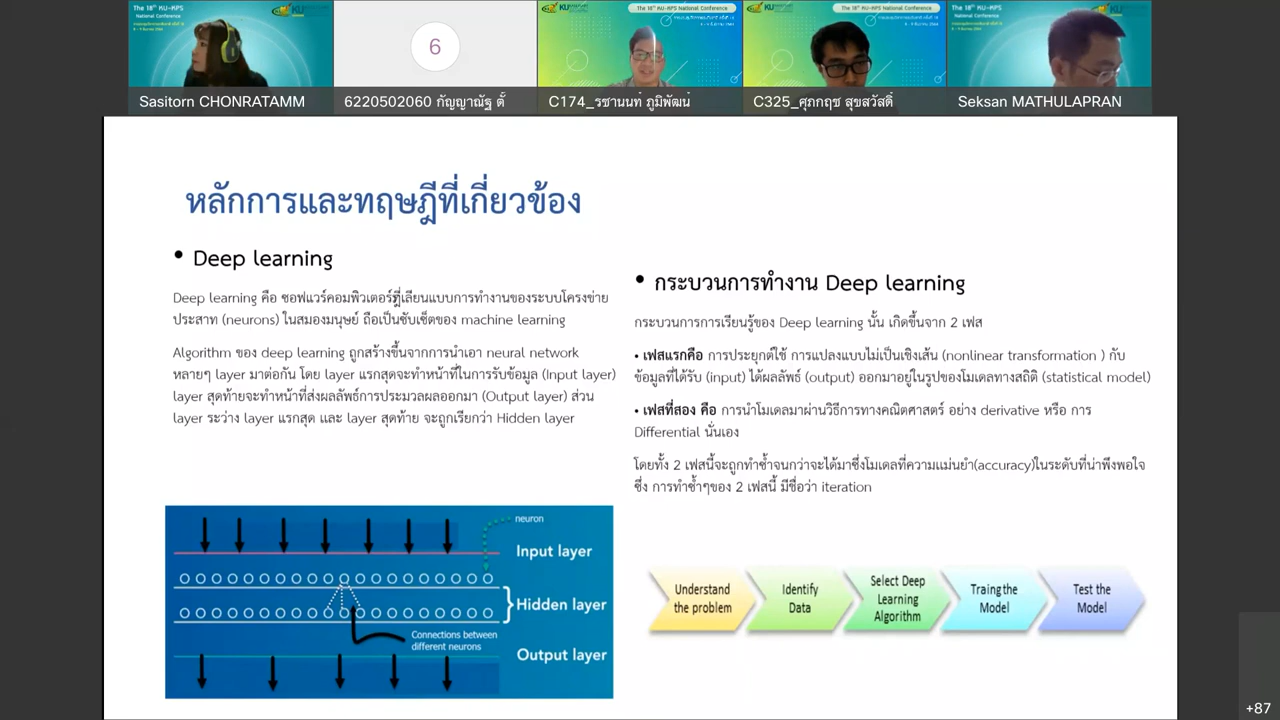 The 18th KU-KPS
National Conference
The 18th KU-KPS National Conference
The 18th KU-KPS National Conference
The 18th KU-KPS
National Conference
6
Sasitorn CHONRATAMM
6220502060 กัญญาณัฐ ตั้
C174_รชานนท์ ภูมิพัฒน์
C325_ศุภกฤช สุขสวัสดิ์
Seksan MATHULAPRAN
หลักการและทฤษฎีที่เกี่ยวข้อง
• Deep learning
Deep learning คือ ซอฟแวร์คอมพิวเตอร์ที่เลียนแบบการทำงานของระบบโครงข่าย
ประสาท (neurons) ในสมองมนุษย์ ถือเป็นซับเซ็ตของ machine learning
Algorithm ของ deep learning ถูกสร้างขึ้นจากการนำเอา neural network
หลายๆ layer มาต่อกัน โดย layer แรกสุดจะทำหน้าที่ในการรับข้อมูล (Input layer)
layer สุดท้ายจะทำหน้าที่ส่งผลลัพธ์การประมวลผลออกมา (Output layer) ส่วน
layer ระว่าง layer แรกสุด และ layer สุดท้าย จะถูกเรียกว่า Hidden layer
neuron
Input layer
Hidden layer
Connections between
different neurons
Output layer
• กระบวนการทำงาน Deep learning
กระบวนการการเรียนรู้ของ Deep learning นั้น เกิดขึ้นจาก 2 เฟส
• เฟสแรกคือ การประยุกต์ใช้ การแปลงแบบไม่เป็นเชิงเส้น (nonlinear transformation ) กับ
ข้อมูลที่ได้รับ (input) ได้ผลลัพธ์ (output) ออกมาอยู่ในรูปของโมเดลทางสถิติ (statistical model)
• เฟสที่สอง คือ การนำโมเดลมาผ่านวิธีการทางคณิตศาสตร์ อย่าง derivative หรือ การ
Differential นั่นเอง
โดยทั้ง 2 เฟสนี้จะถูกทำซ้ำจนกว่าจะได้มาซึ่งโมเดลที่ความแม่นยำ(accuracy)ในระดับที่น่าพึงพอใจ
ซึ่ง การทำซ้ำๆของ 2 เฟสนี้ มีชื่อว่า iteration
Understand
the problem
Identify
Data
Select Deep
Learning
Algorithm
Traing the
Model
Test the
Model
+87